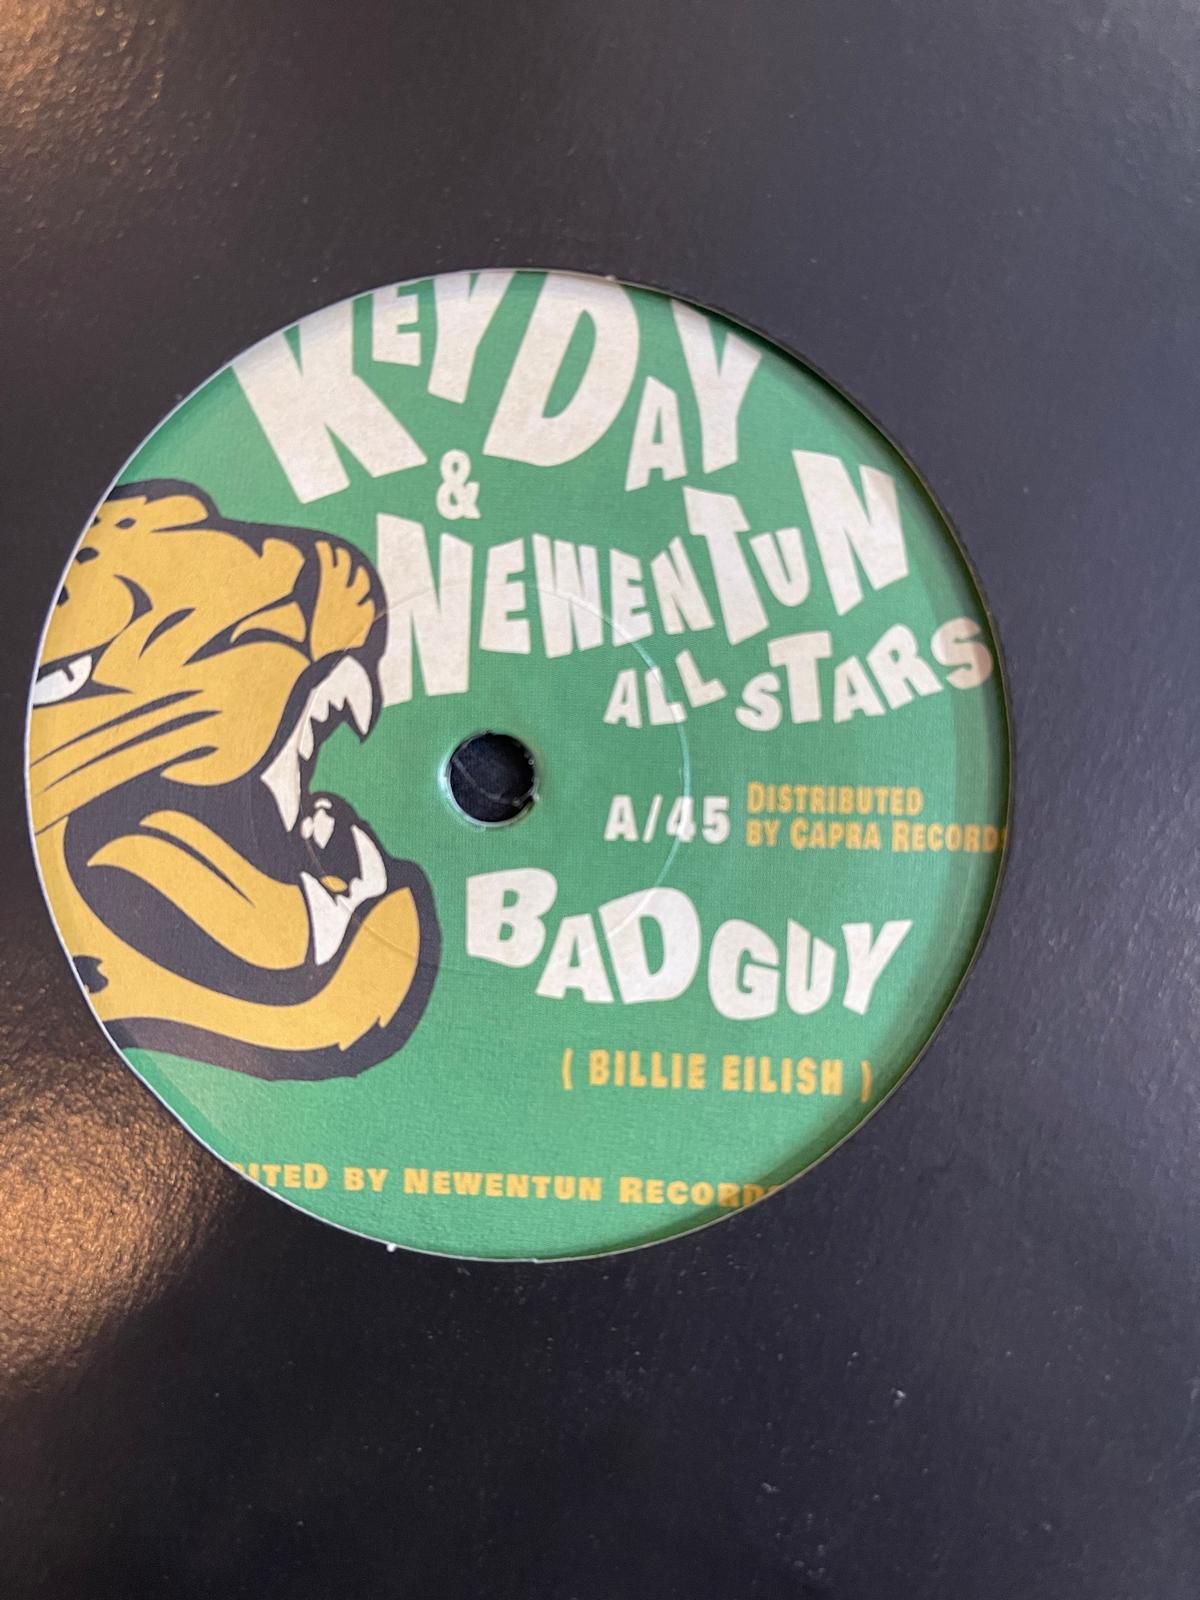 KEYDAY
&
NEWENTUN
ALL STARS
A/45
DISTRIBUTED
BY CAPRA RECORDS
BAD GUY
( BILLIE EILISH )
BY NEWENTUN RECORDS